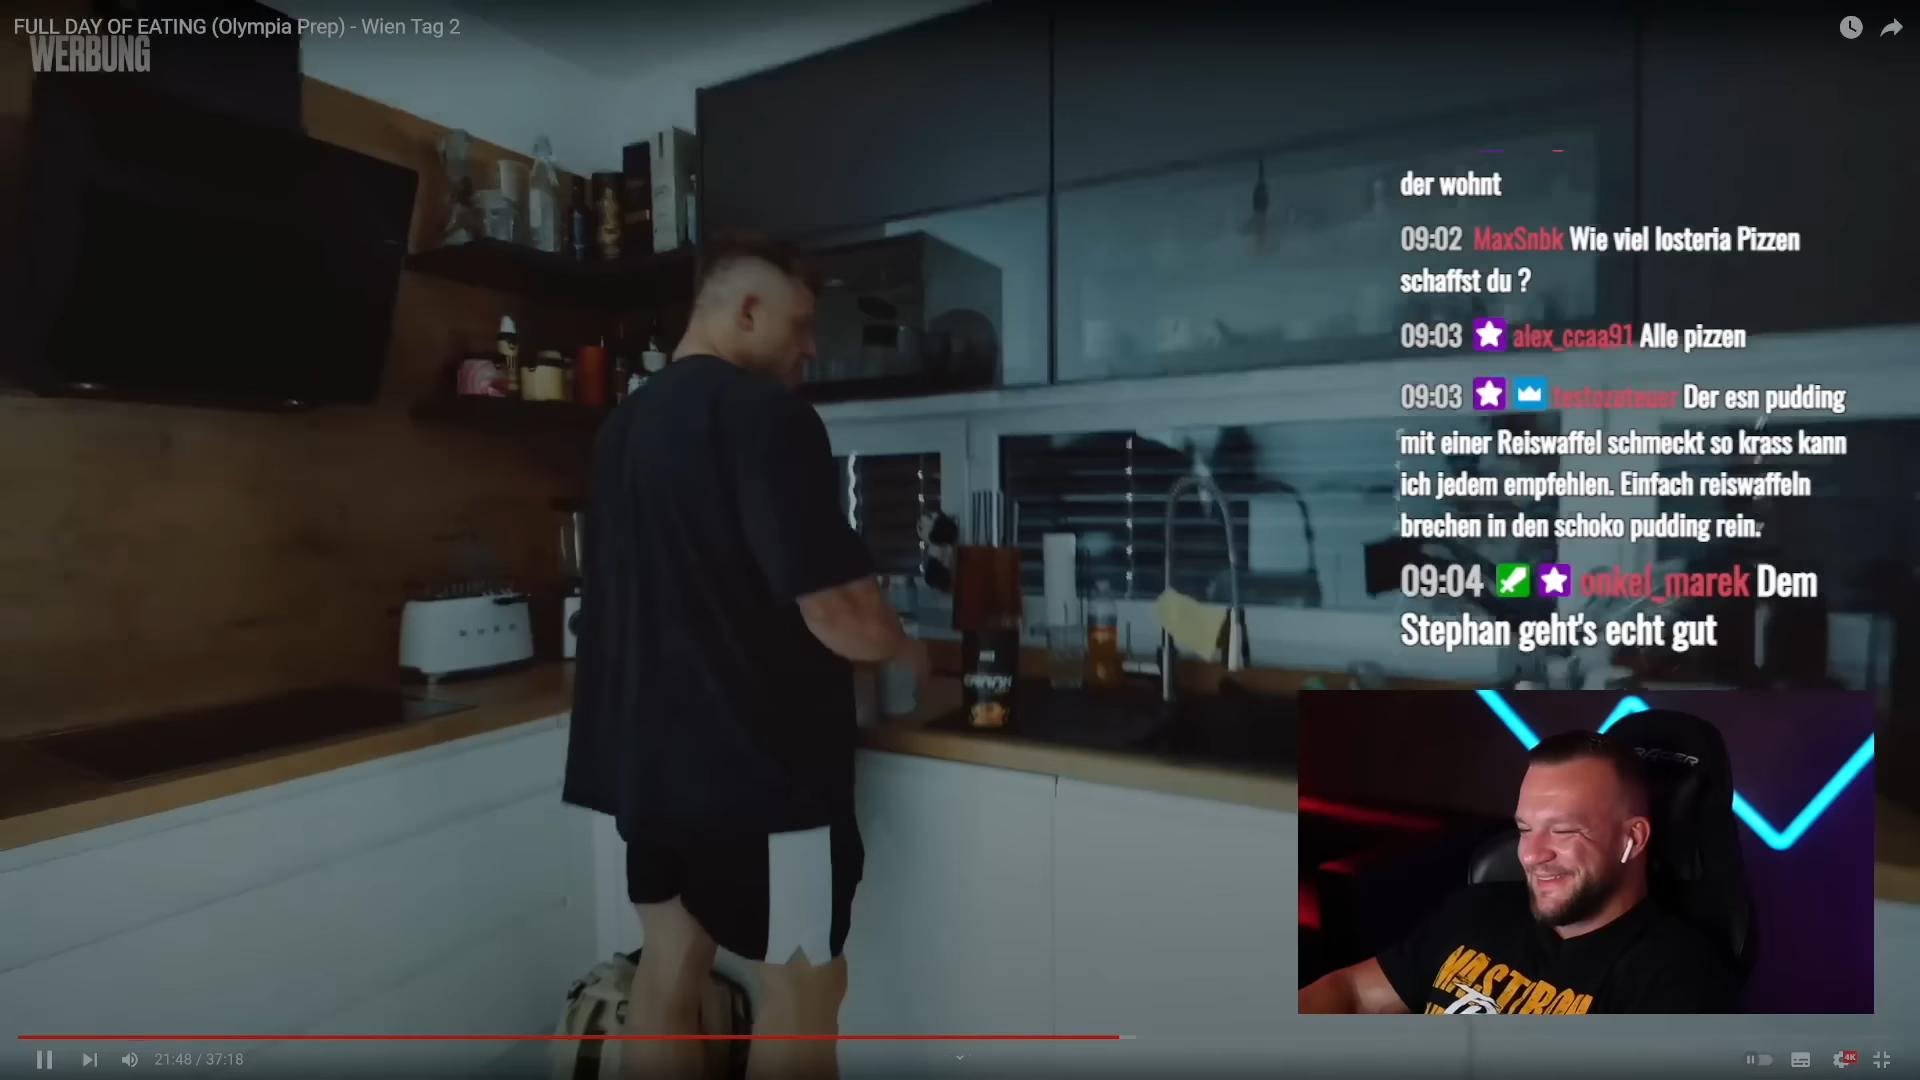 FULL DAY OF EATING (Olympia Prep) - Wien Tag 2
WERBUNG
der wohnt
09:02 MaxSnbk Wie viel losteria Pizzen
schaffst du ?
09:03 alex_ccaa91 Alle pizzen
09:03 testozateuer Der esn pudding
mit einer Reiswaffel schmeckt so krass kann
ich jedem empfehlen. Einfach reiswaffeln
brechen in den schoko pudding rein.
09:04 onkel_marek Dem
Stephan geht's echt gut
SMEG
21:48 / 37:18
4K